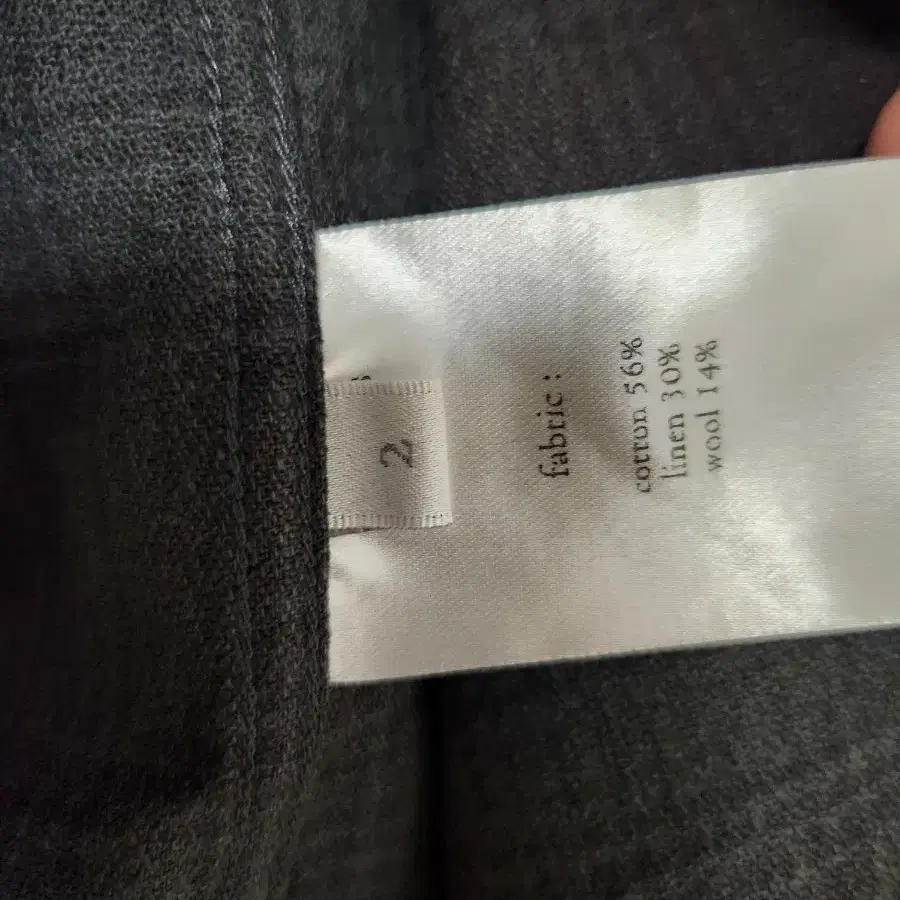 2
fabric :
cotton 56%
linen 30%
wool 14%